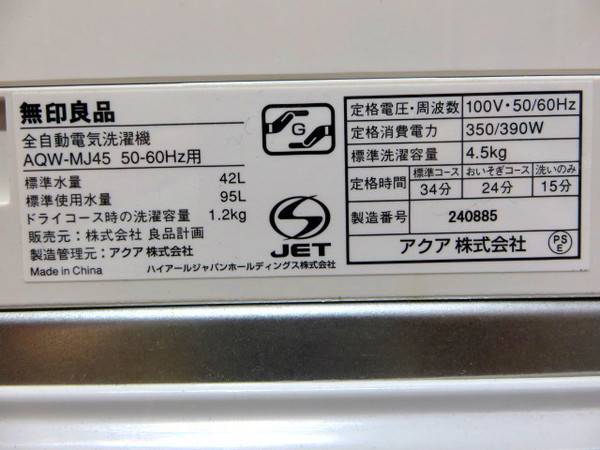 無印良品
全自動電気洗濯機
AQW-MJ45 50-60Hz用
標準水量 42L
標準使用水量 95L
ドライコース時の洗濯容量 1.2kg
販売元：株式会社 良品計画
製造管理元：アクア 株式会社
Made in China
G
S
JET
ハイアールジャパンホールディングス株式会社
定格電圧・周波数 100V・50/60Hz
定格消費電力 350/390W
標準洗濯容量 4.5kg
定格時間 標準コース おいそぎコース 洗いのみ
34分 24分 15分
製造番号 240885
アクア 株式会社
PS
E